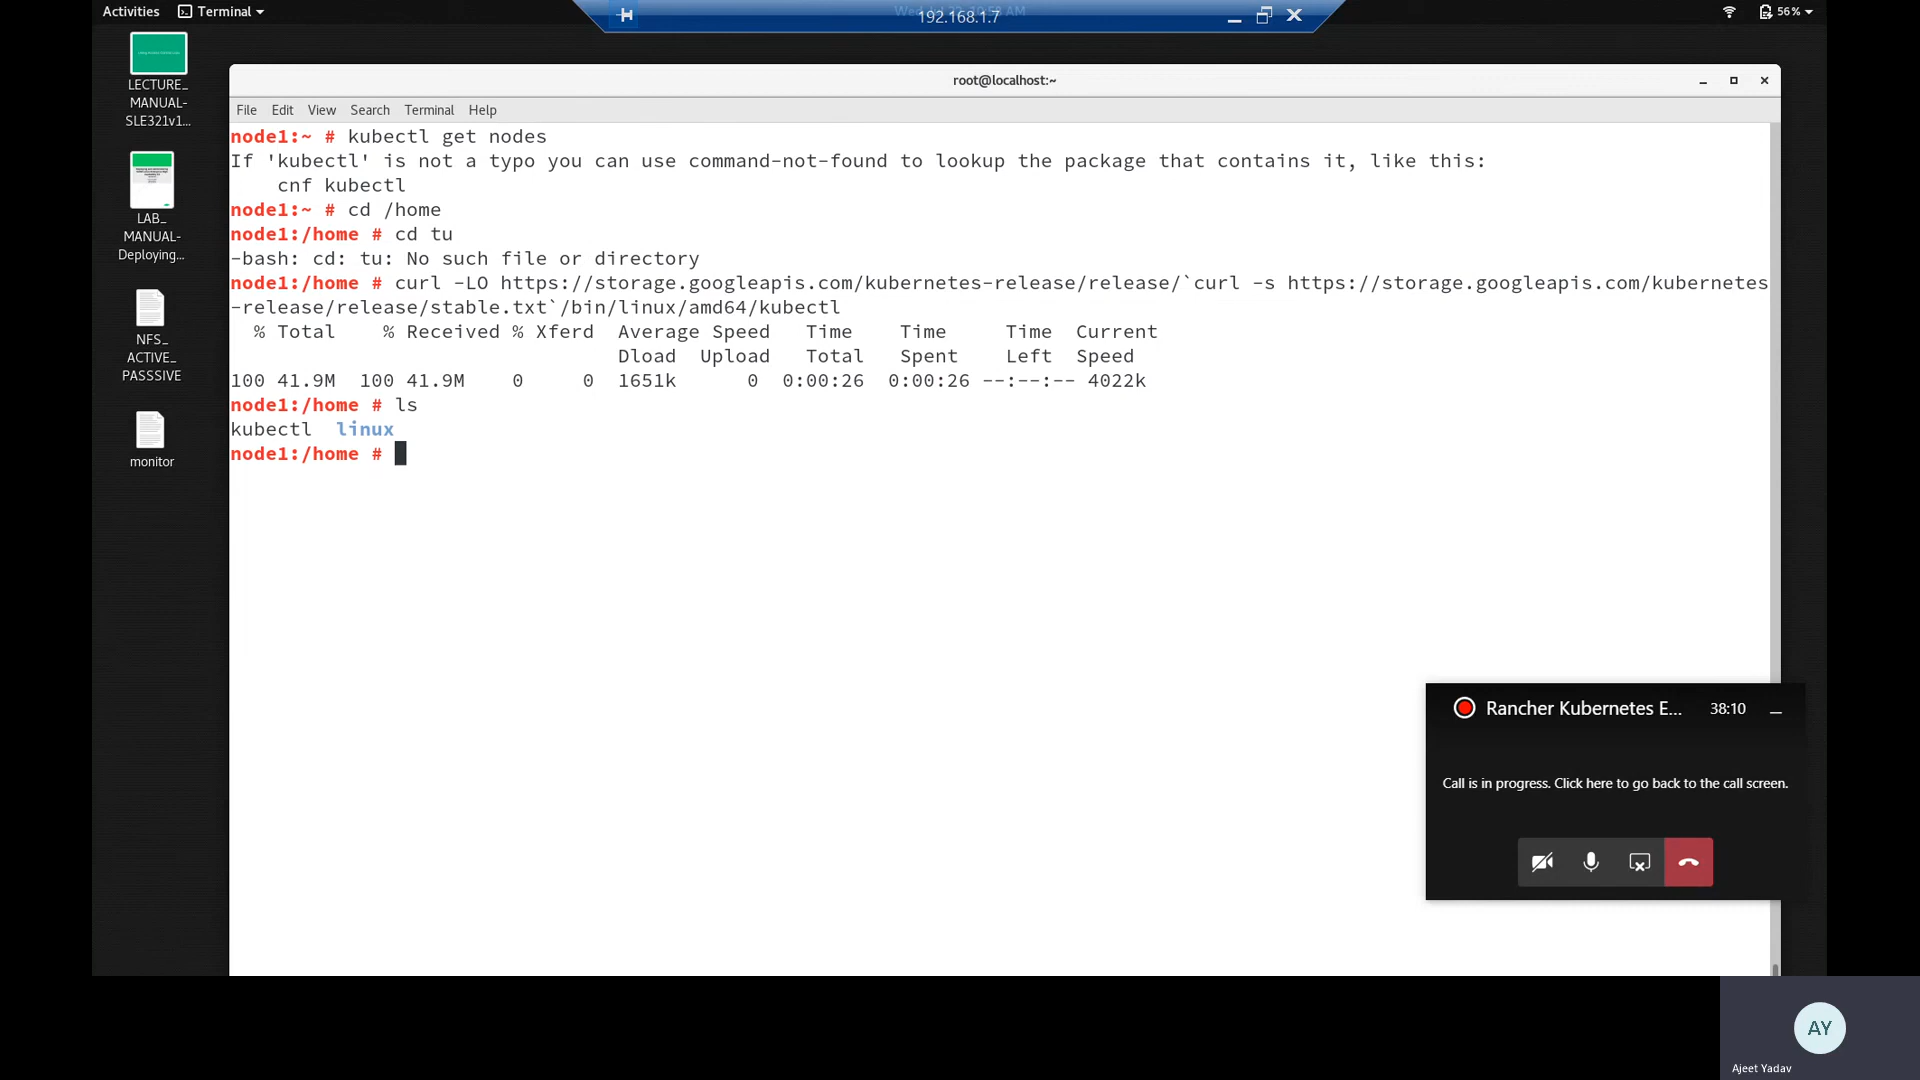 Activities
Terminal
192.168.1.7
56%
LECTURE_
MANUAL-
SLE321v1...
LAB_
MANUAL-
Deploying...
NFS_
ACTIVE_
PASSSIVE
monitor
root@localhost:~
File Edit View Search Terminal Help
node1:~ # kubectl get nodes
If 'kubectl' is not a typo you can use command-not-found to lookup the package that contains it, like this:
cnf kubectl
node1:~ # cd /home
node1:/home # cd tu
-bash: cd: tu: No such file or directory
node1:/home # curl -LO https://storage.googleapis.com/kubernetes-release/release/`curl -s https://storage.googleapis.com/kubernetes
-release/release/stable.txt`/bin/linux/amd64/kubectl
% Total % Received % Xferd Average Speed Time Time Time Current
Dload Upload Total Spent Left Speed
100 41.9M 100 41.9M 0 0 1651k 0 0:00:26 0:00:26 --:--:-- 4022k
node1:/home # ls
kubectl linux
node1:/home #
Rancher Kubernetes E... 38:10
Call is in progress. Click here to go back to the call screen.
AY
Ajeet Yadav